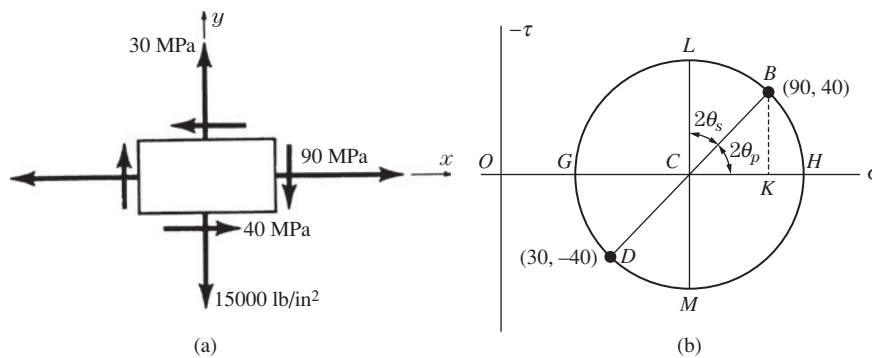 y
30 MPa
90 MPa
x
40 MPa
15000 lb/in²
(a)
−τ
L
B
(90, 40)
2θₛ
2θₚ
O
G
C
H
K
(30, −40)
D
M
(b)